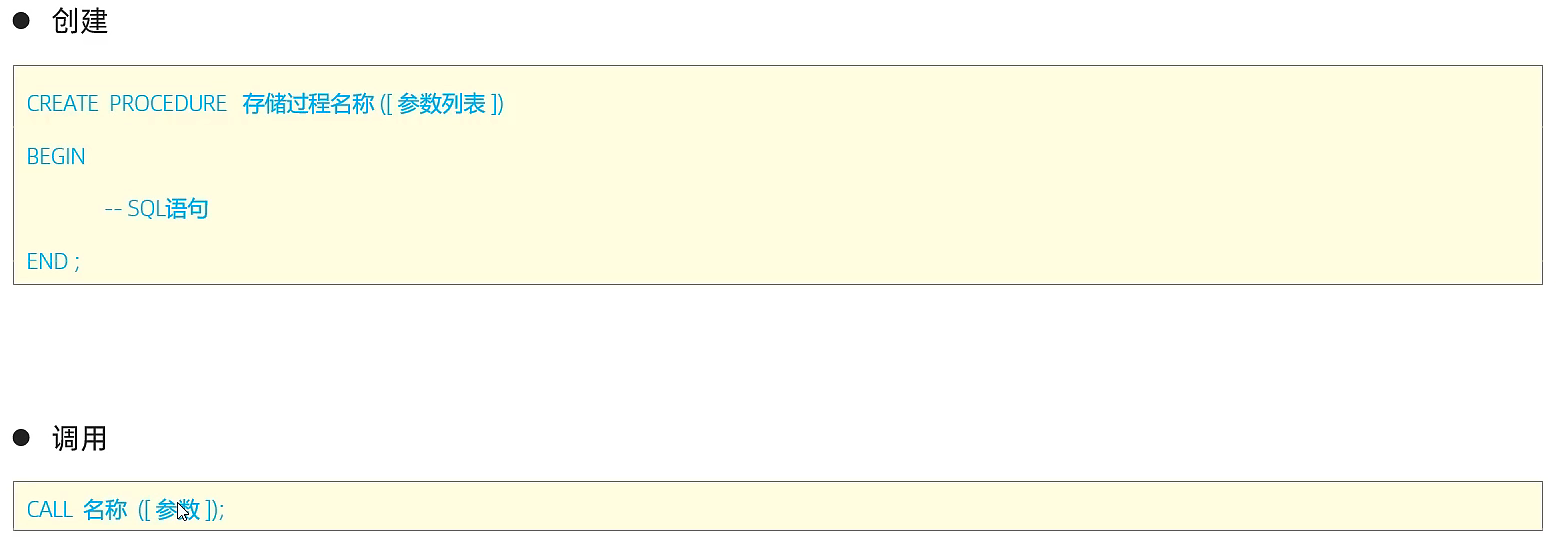 ● 创建
CREATE PROCEDURE 存储过程名称 ([ 参数列表 ])
BEGIN
-- SQL语句
END ;
● 调用
CALL 名称 ([ 参数 ]);